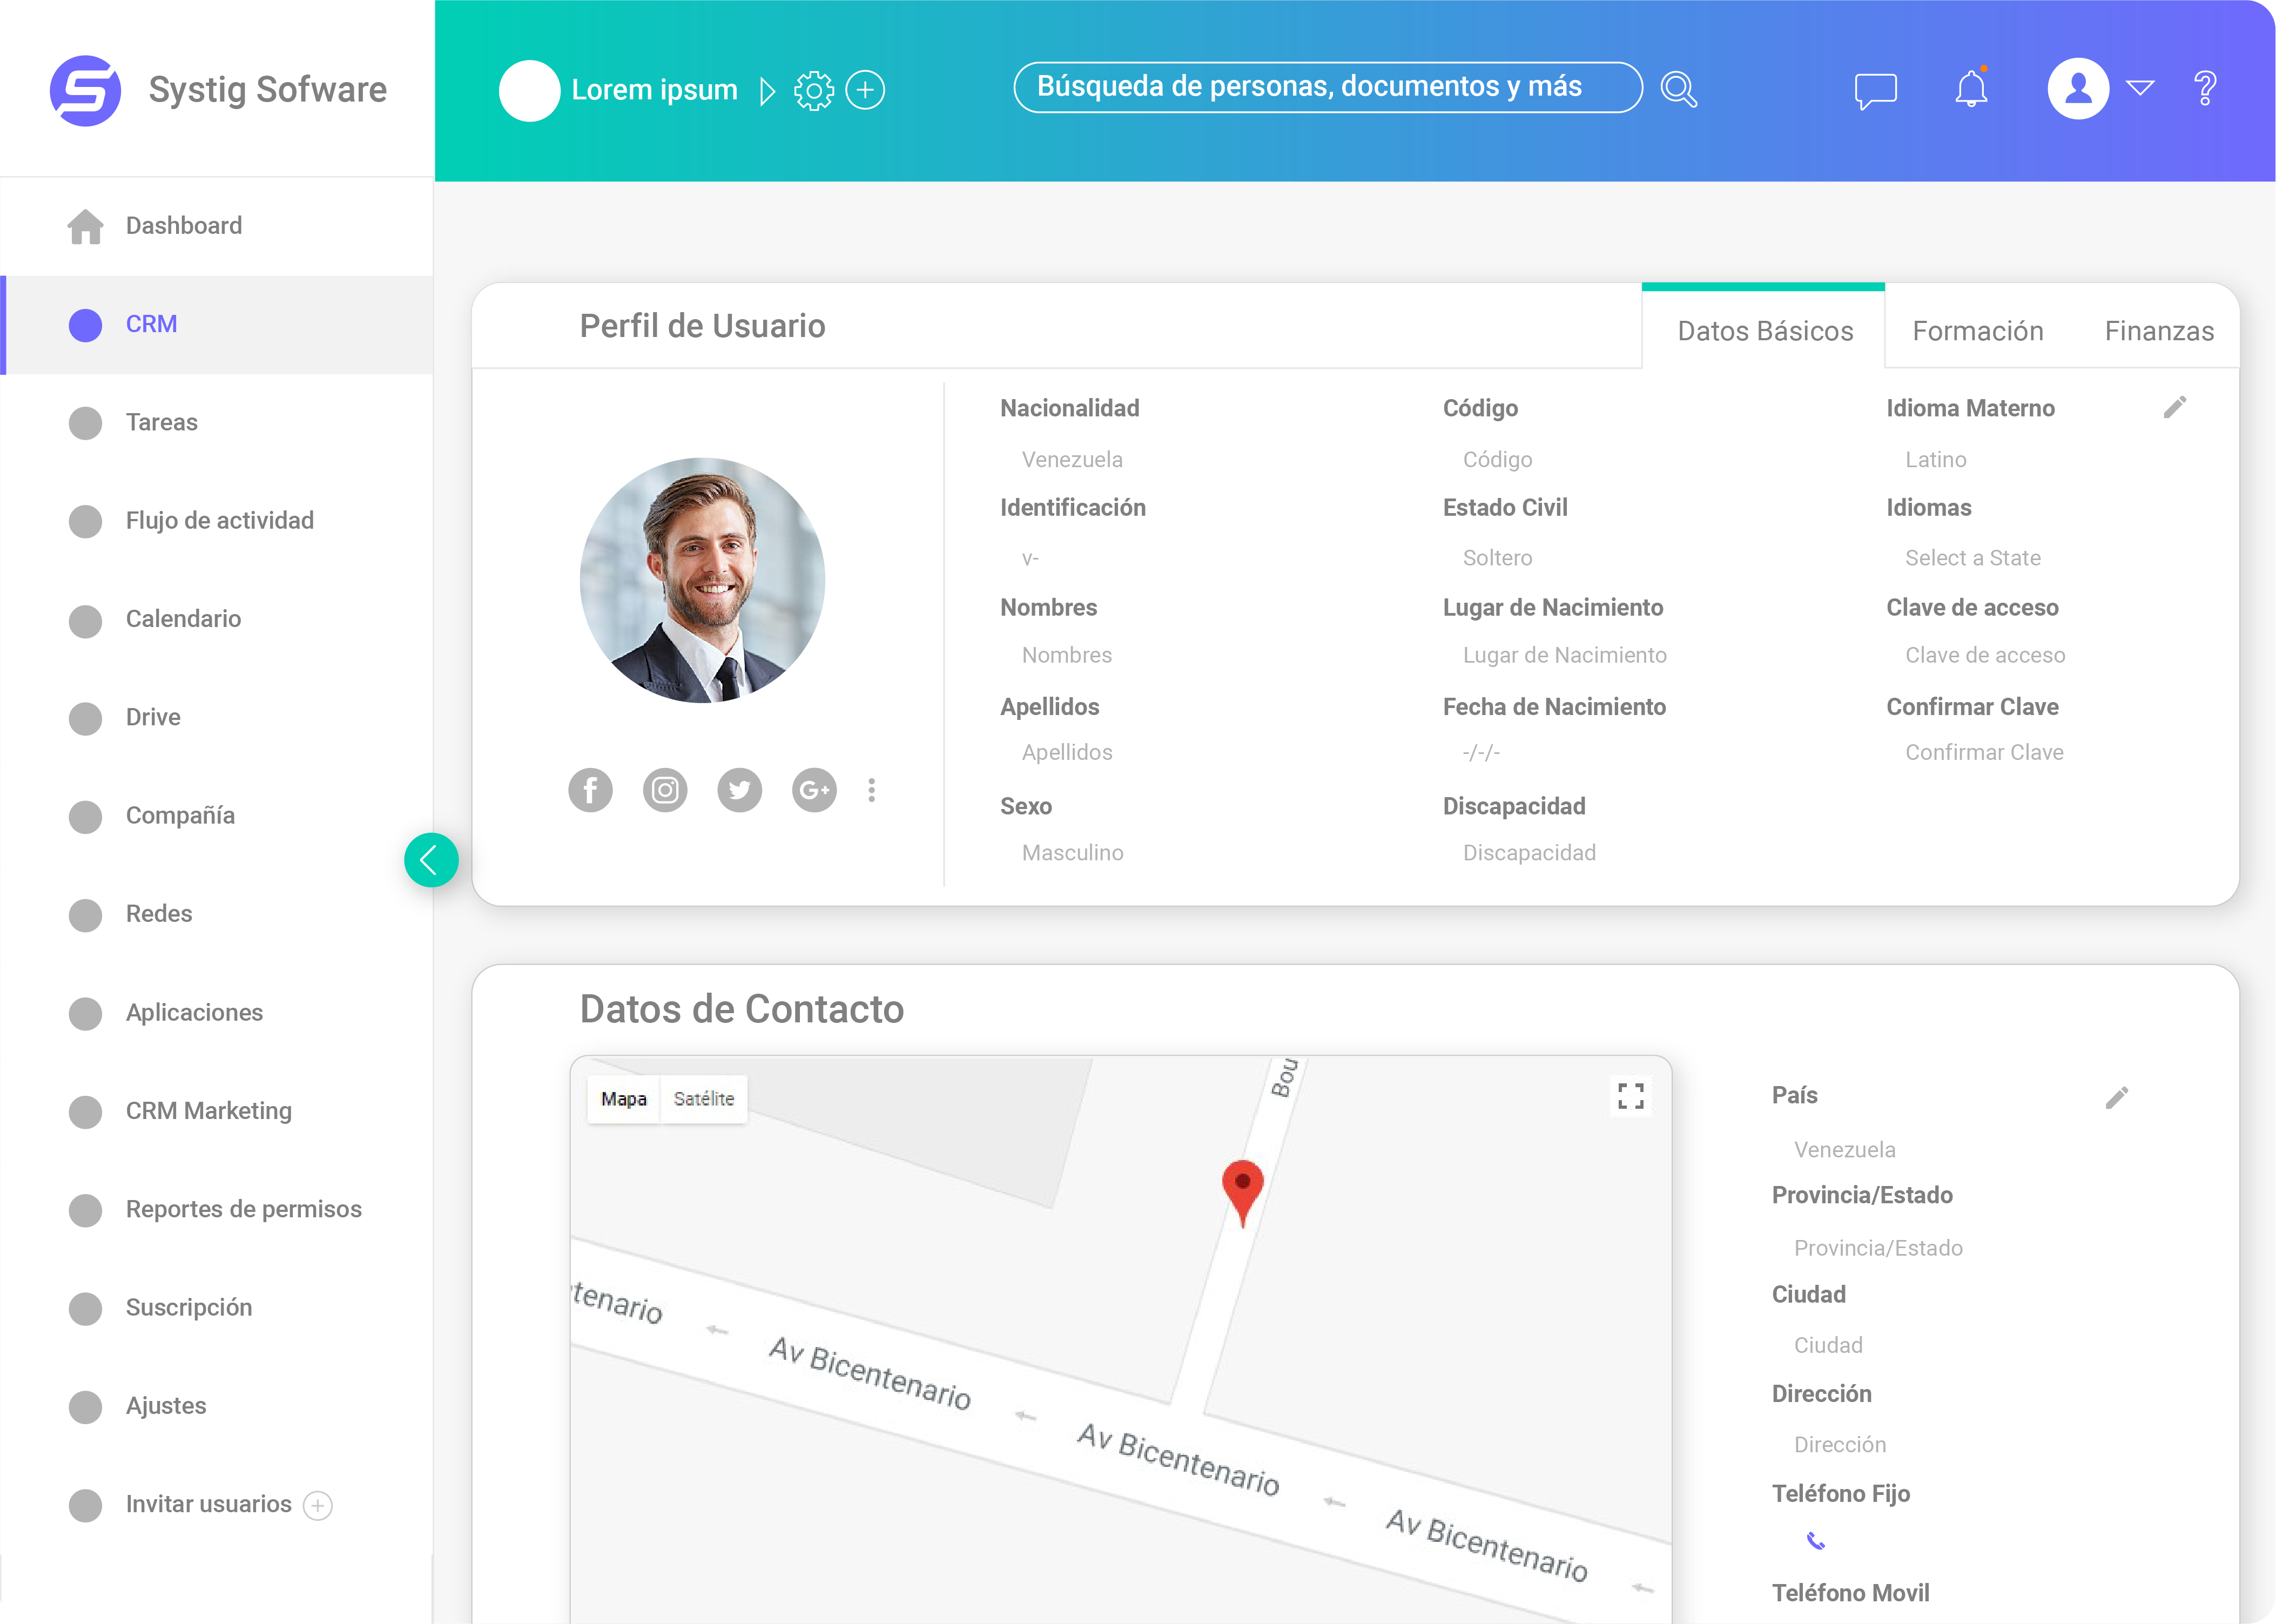 Systig Sofware
Lorem ipsum
Búsqueda de personas, documentos y más
Dashboard
CRM
Tareas
Flujo de actividad
Calendario
Drive
Compañía
Redes
Aplicaciones
CRM Marketing
Reportes de permisos
Suscripción
Ajustes
Invitar usuarios
Perfil de Usuario
Datos Básicos
Formación
Finanzas
Nacionalidad
Venezuela
Identificación
v-
Nombres
Nombres
Apellidos
Apellidos
Sexo
Masculino
Código
Código
Estado Civil
Soltero
Lugar de Nacimiento
Lugar de Nacimiento
Fecha de Nacimiento
-/-/-
Discapacidad
Discapacidad
Idioma Materno
Latino
Idiomas
Select a State
Clave de acceso
Clave de acceso
Confirmar Clave
Confirmar Clave
Datos de Contacto
Mapa
Satélite
Bou
tenario
Av Bicentenario
Av Bicentenario
Av Bicentenario
País
Venezuela
Provincia/Estado
Provincia/Estado
Ciudad
Ciudad
Dirección
Dirección
Teléfono Fijo
Teléfono Movil